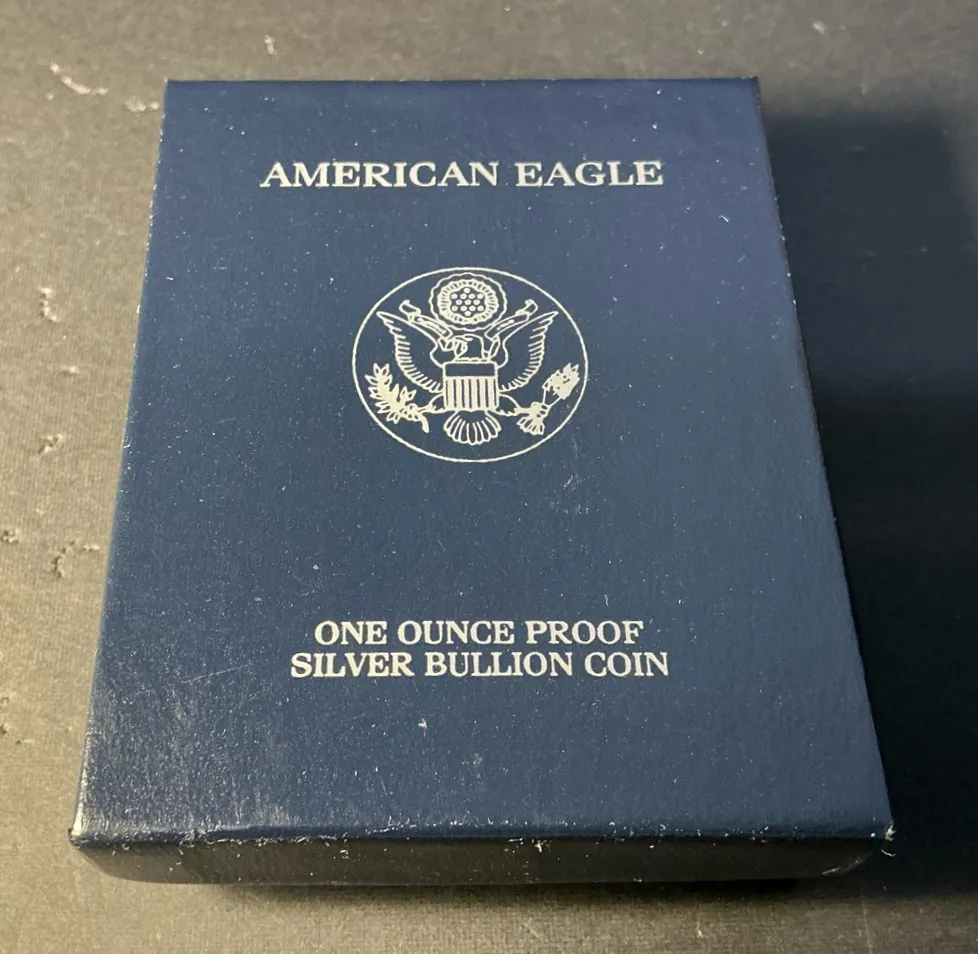 AMERICAN EAGLE
ONE OUNCE PROOF
SILVER BULLION COIN